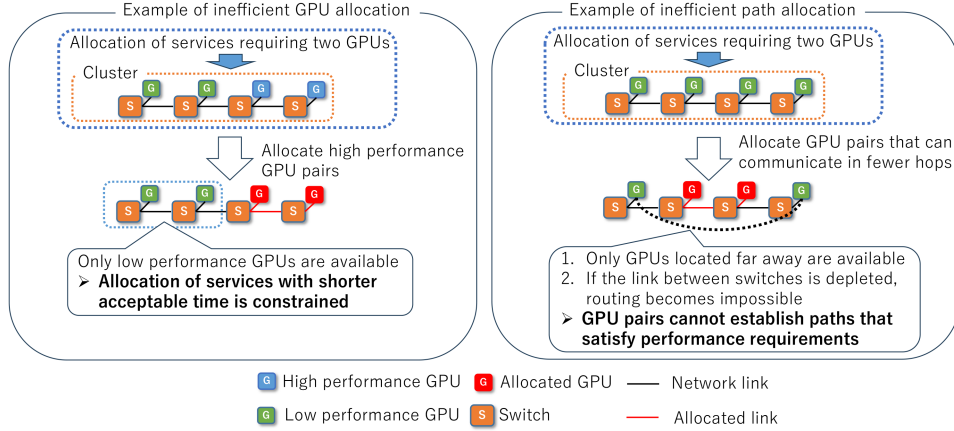 Example of inefficient GPU allocation
Allocation of services requiring two GPUs
Cluster
G G G G
S S S S
Allocate high performance
GPU pairs
G G G G
S S S S
Only low performance GPUs are available
➢ Allocation of services with shorter
acceptable time is constrained
Example of inefficient path allocation
Allocation of services requiring two GPUs
Cluster
G G G G
S S S S
Allocate GPU pairs that can
communicate in fewer hops
G G G G
S S S S
1. Only GPUs located far away are available
2. If the link between switches is depleted,
routing becomes impossible
➢ GPU pairs cannot establish paths that
satisfy performance requirements
G High performance GPU G Allocated GPU Network link
G Low performance GPU S Switch Allocated link